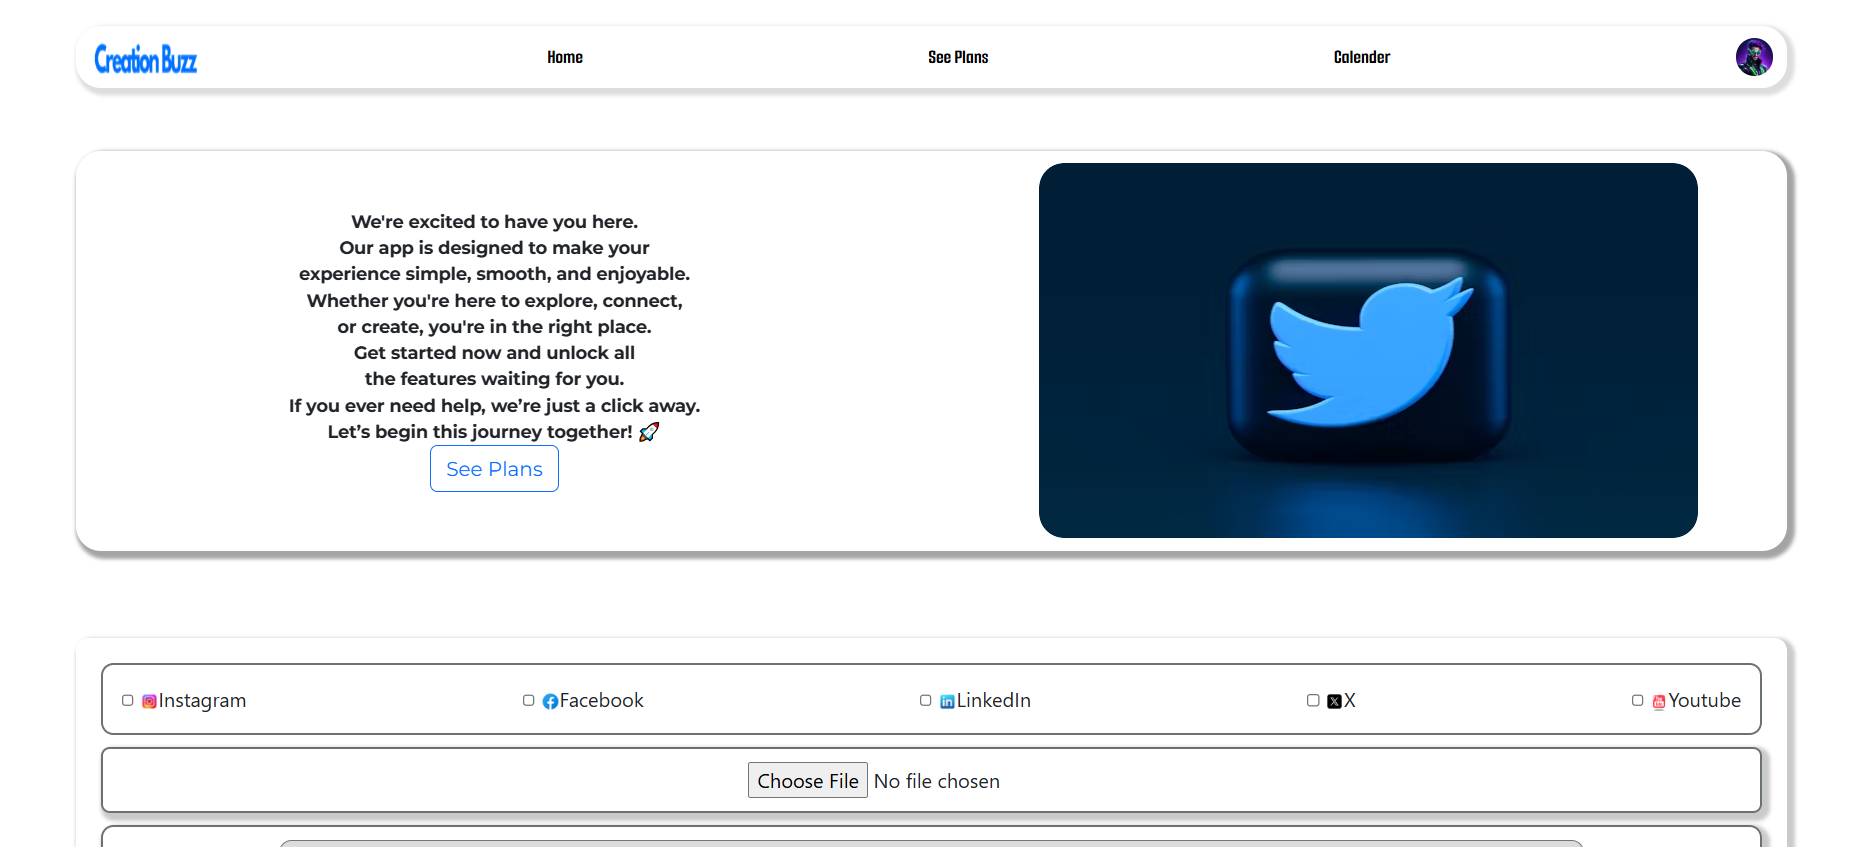 Creation Buzz
Home
See Plans
Calender
We're excited to have you here.
Our app is designed to make your
experience simple, smooth, and enjoyable.
Whether you're here to explore, connect,
or create, you're in the right place.
Get started now and unlock all
the features waiting for you.
If you ever need help, we’re just a click away.
Let’s begin this journey together! 🚀
See Plans
Instagram
Facebook
LinkedIn
X
Youtube
Choose File No file chosen